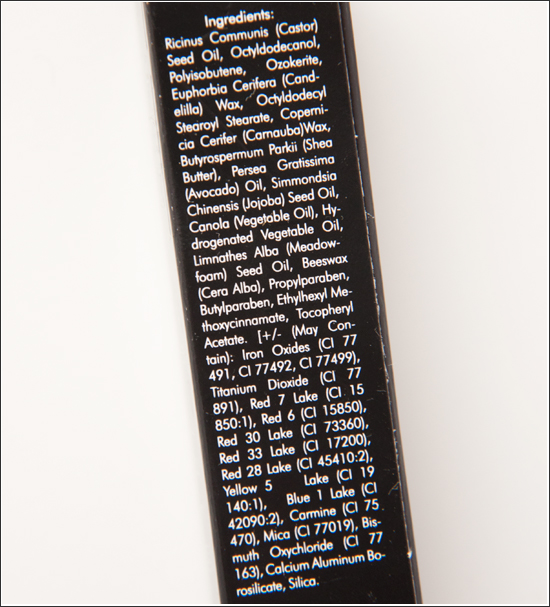 Ingredients:
Ricinus Communis (Castor)
Seed Oil, Octyldodecanol,
Polyisobutene, Ozokerite,
Euphorbia Cerifera (Cand-
elilla) Wax, Octyldodecyl
Stearoyl Stearate, Coperni-
cia Cerifer (Carnauba)Wax,
Butyrospermum Parkii (Shea
Butter), Persea Gratissima
(Avocado) Oil, Simmondsia
Chinensis (Jojoba) Seed Oil,
Canola (Vegetable Oil), Hy-
drogenated Vegetable Oil,
Limnathes Alba (Meadow-
foam) Seed Oil, Beeswax
(Cera Alba), Propylparaben,
Butylparaben, Ethylhexyl Me-
thoxycinnamate, Tocopheryl
Acetate. [+/- (May Con-
tain): Iron Oxides (CI 77
491, CI 77492, CI 77499),
Titanium Dioxide (CI 77
891), Red 7 Lake (CI 15
850:1), Red 6 (CI 15850),
Red 30 Lake (CI 73360),
Red 33 Lake (CI 17200),
Red 28 Lake (CI 45410:2),
Yellow 5 Lake (CI 19
140:1), Blue 1 Lake (CI
42090:2), Carmine (CI 75
470), Mica (CI 77019), Bis-
muth Oxychloride (CI 77
163), Calcium Aluminum Bo-
rosilicate, Silica.